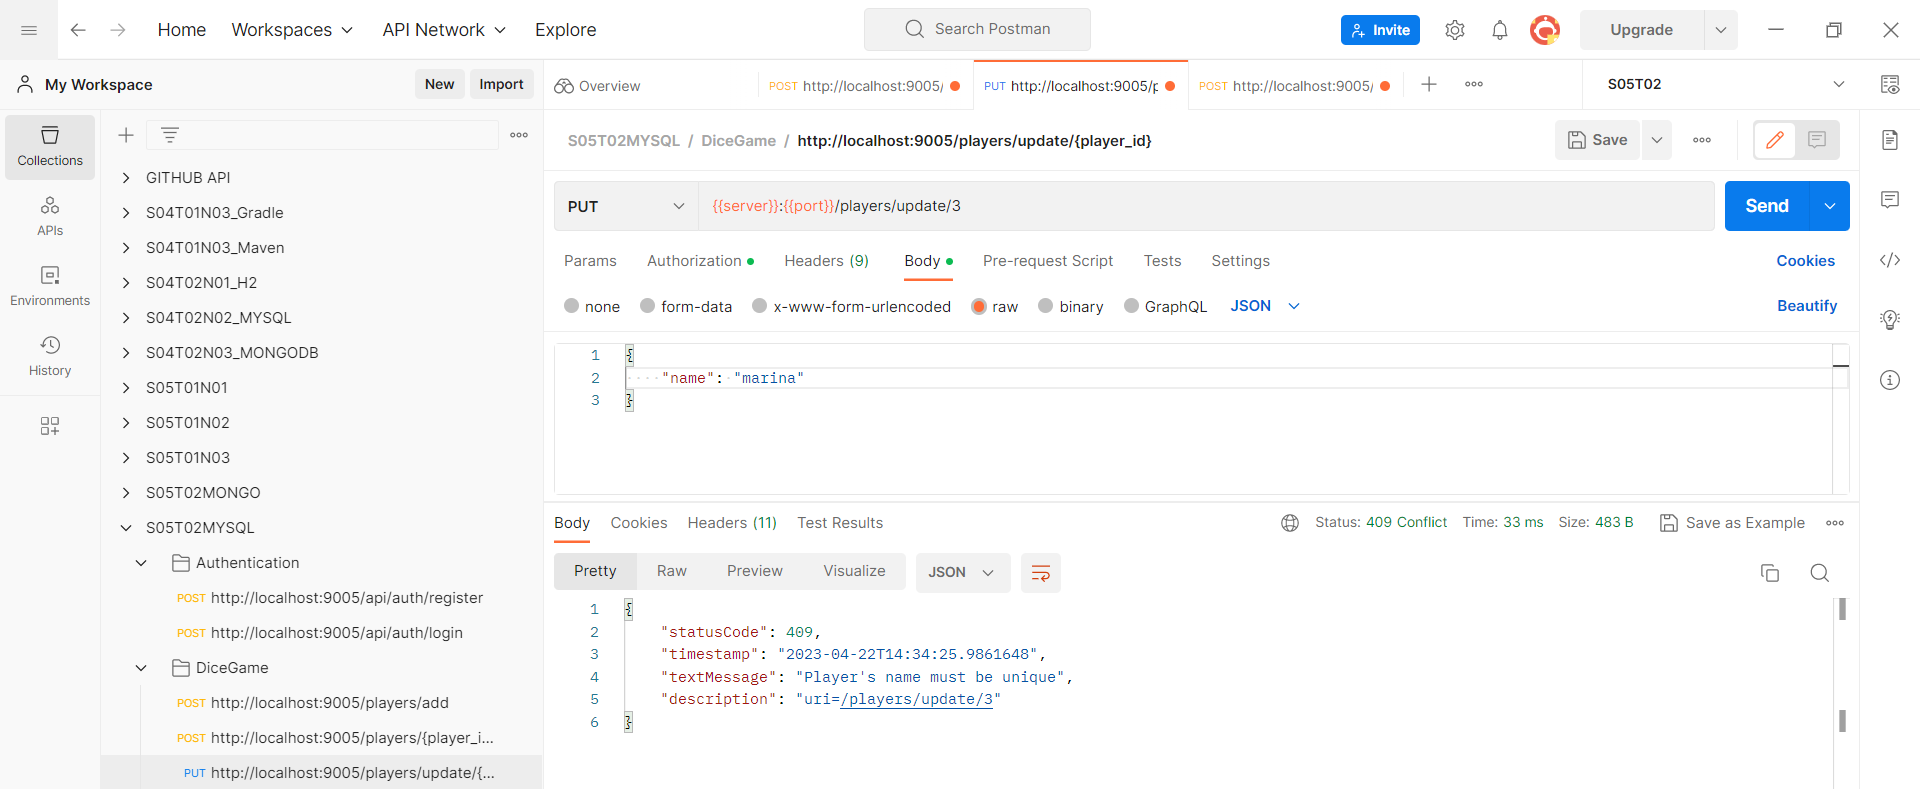 Home Workspaces API Network Explore Search Postman Invite Upgrade
My Workspace New Import
Overview POST http://localhost:9005/ PUT http://localhost:9005/p POST http://localhost:9005/ S05T02
Collections
APIs
Environments
History
GITHUB API
S04T01N03_Gradle
S04T01N03_Maven
S04T02N01_H2
S04T02N02_MYSQL
S04T02N03_MONGODB
S05T01N01
S05T01N02
S05T01N03
S05T02MONGO
S05T02MYSQL
Authentication
POST http://localhost:9005/api/auth/register
POST http://localhost:9005/api/auth/login
DiceGame
POST http://localhost:9005/players/add
POST http://localhost:9005/players/{player_i...
PUT http://localhost:9005/players/update/{...
S05T02MYSQL / DiceGame / http://localhost:9005/players/update/{player_id} Save
PUT {{server}}:{{port}}/players/update/3 Send
Params Authorization Headers (9) Body Pre-request Script Tests Settings Cookies
none form-data x-www-form-urlencoded raw binary GraphQL JSON Beautify
1 {
2 "name": "marina"
3 }
Body Cookies Headers (11) Test Results Status: 409 Conflict Time: 33 ms Size: 483 B Save as Example
Pretty Raw Preview Visualize JSON
1 {
2 "statusCode": 409,
3 "timestamp": "2023-04-22T14:34:25.9861648",
4 "textMessage": "Player's name must be unique",
5 "description": "uri=/players/update/3"
6 }